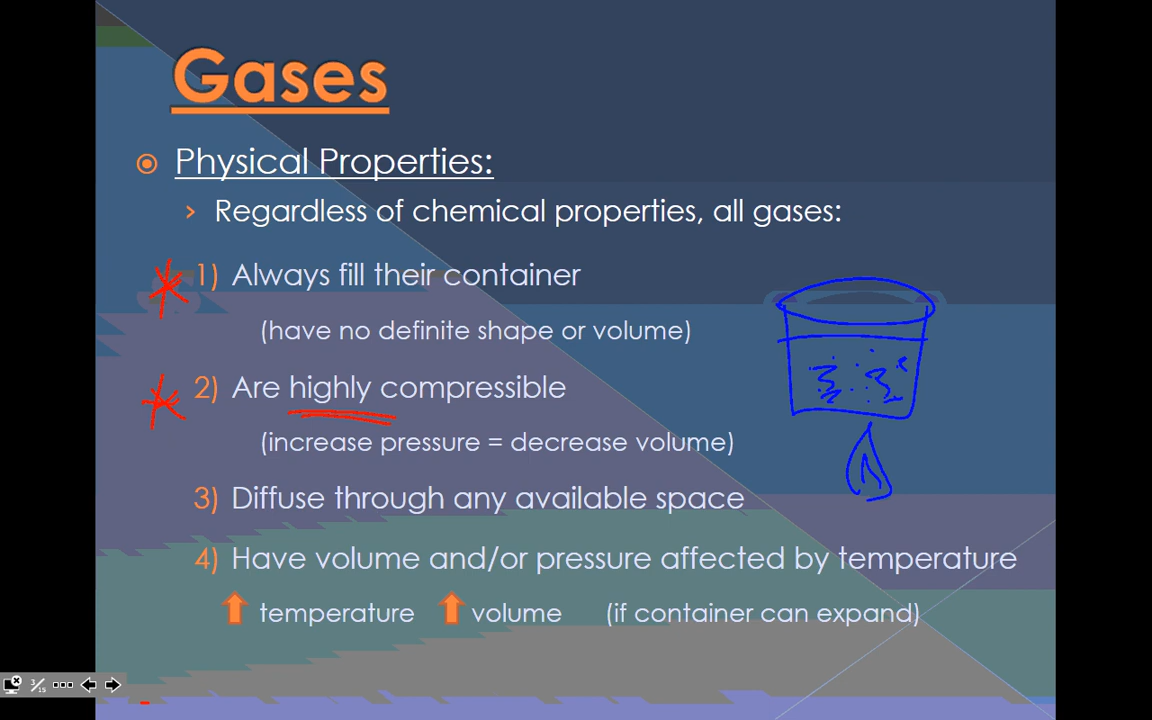 Gases
Physical Properties:
Regardless of chemical properties, all gases:
1) Always fill their container
(have no definite shape or volume)
2) Are highly compressible
(increase pressure = decrease volume)
3) Diffuse through any available space
4) Have volume and/or pressure affected by temperature
temperature volume (if container can expand)
3/15